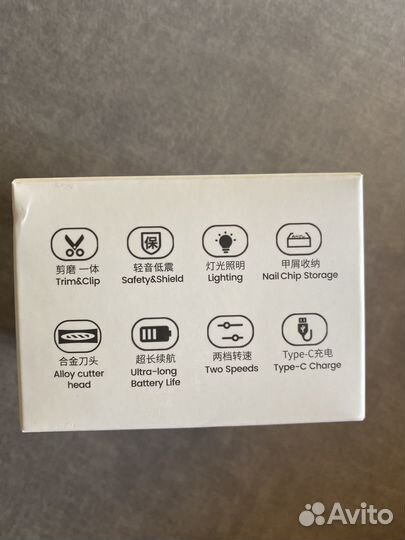 保
剪磨 一体
Trim&Clip
轻音低震
Safety&Shield
灯光照明
Lighting
甲屑收纳
Nail Chip Storage
合金刀头
Alloy cutter
head
超长续航
Ultra-long
Battery Life
两档转速
Two Speeds
Type-C充电
Type-C Charge
Avito